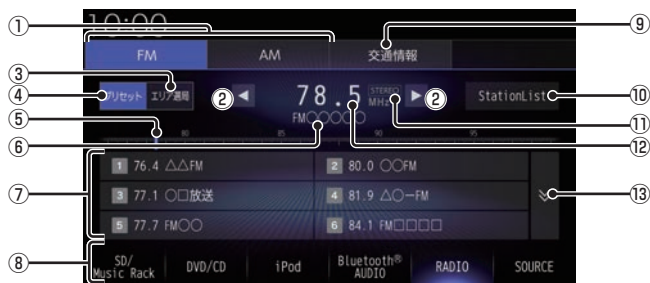 10:00
① ⑨
FM AM 交通情報
③
④ プリセット エリア選局 ② ◀ 78.5 STEREO MHz ▶ ② StationList ⑩
⑪
⑤
⑥ FM○○○○○ ⑫
80 85 90 95
⑦
1 76.4 △△FM 2 80.0 ○○FM
3 77.1 ○□放送 4 81.9 △○ーFM ⑬
5 77.7 FM○○ 6 84.1 FM□□□□
⑧
SD/
Music Rack DVD/CD iPod Bluetooth®
AUDIO RADIO SOURCE